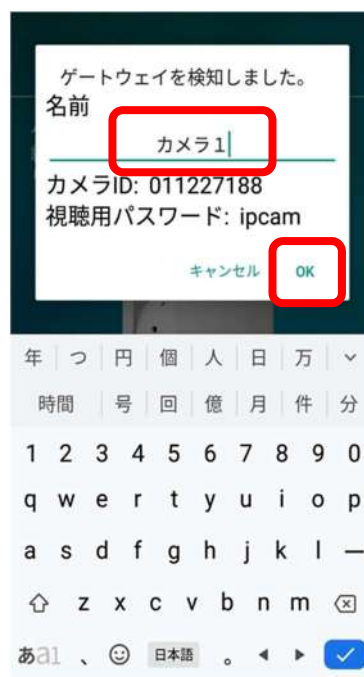 ゲートウェイを検知しました。
名前
カメラ1
カメラID: 011227188
視聴用パスワード: ipcam
キャンセル OK
年 つ 円 個 人 日 万
時間 号 回 億 月 件 分
1 2 3 4 5 6 7 8 9 0
q w e r t y u i o p
a s d f g h j k l ー
z x c v b n m
あa1 、 日本語 。